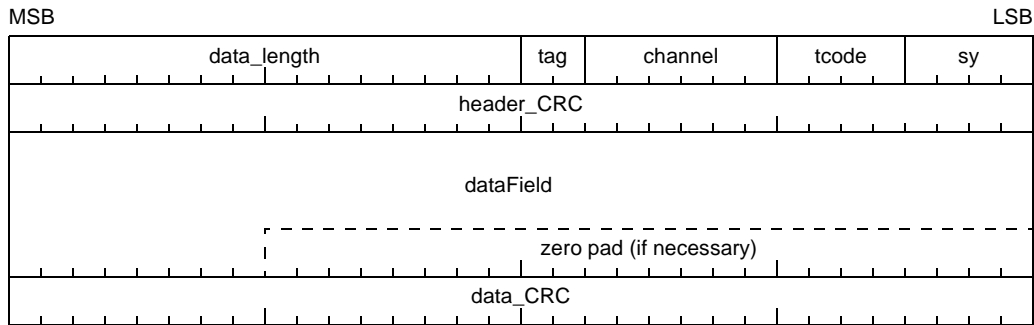 MSB LSB
data_length tag channel tcode sy
header_CRC
dataField
zero pad (if necessary)
data_CRC